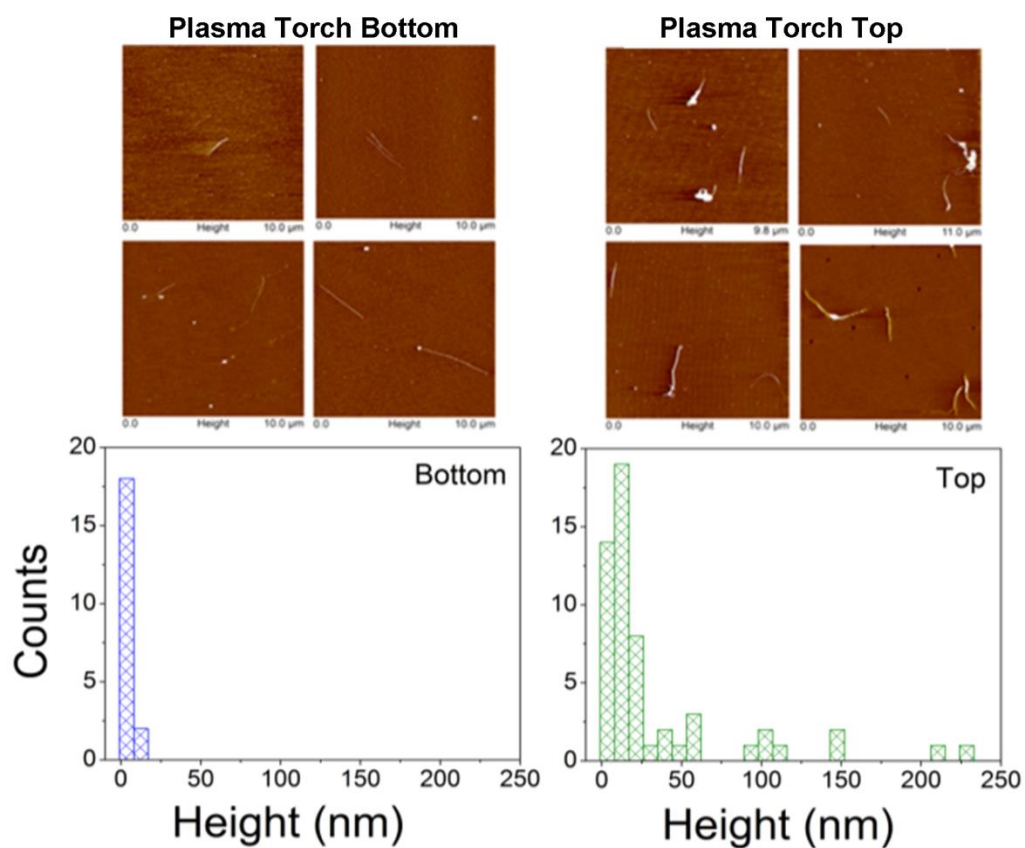 Plasma Torch Bottom
Plasma Torch Top
0.0 Height 10.0 µm
0.0 Height 10.0 µm
0.0 Height 9.8 µm
0.0 Height 11.0 µm
0.0 Height 10.0 µm
0.0 Height 10.0 µm
0.0 Height 10.0 µm
0.0 Height 10.0 µm
Counts
20
15
10
5
0
Bottom
0 50 100 150 200 250
Height (nm)
20
15
10
5
0
Top
0 50 100 150 200 250
Height (nm)